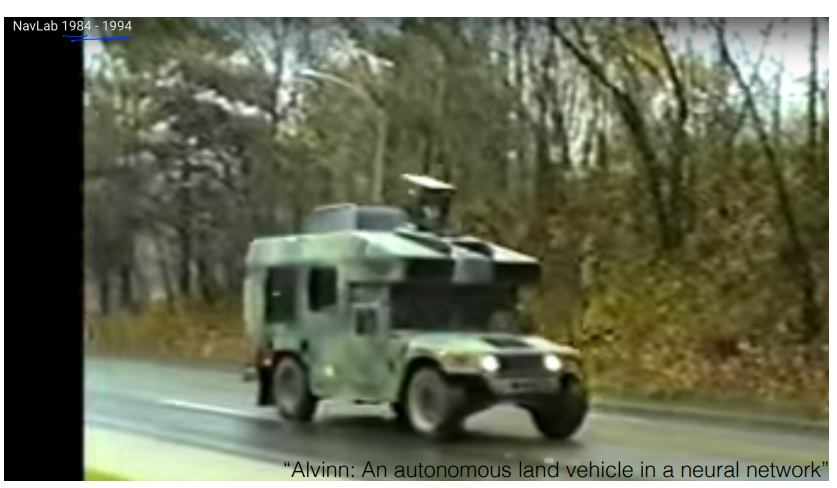 NavLab 1984 - 1994
“Alvinn: An autonomous land vehicle in a neural network”